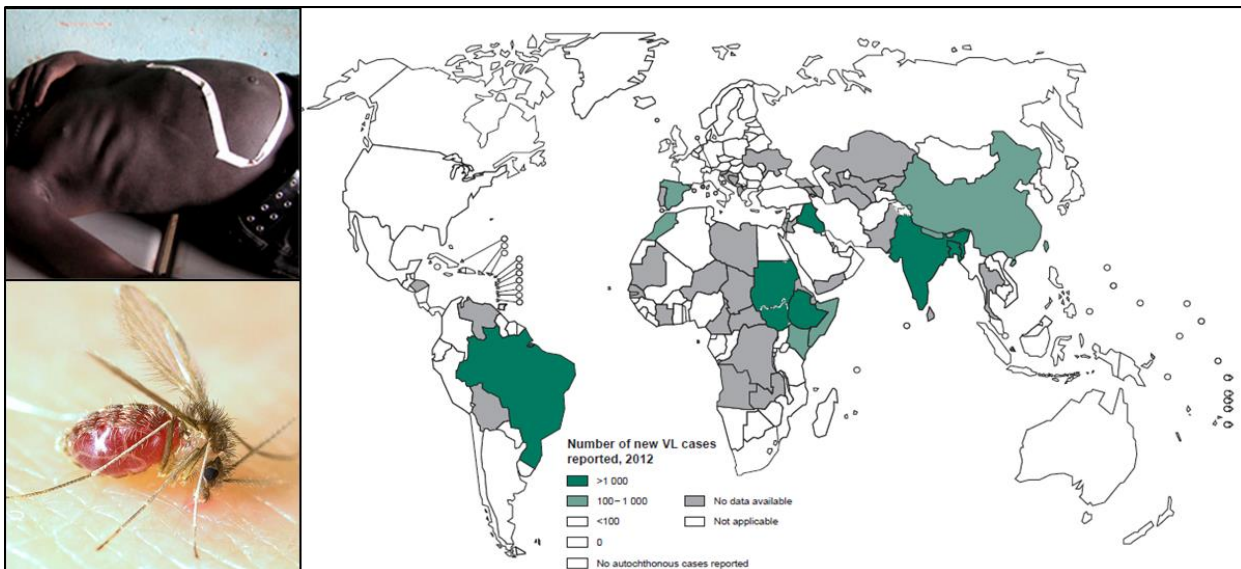 Number of new VL cases
reported, 2012
>1 000
100–1 000
<100
0
No autochthonous cases reported
No data available
Not applicable